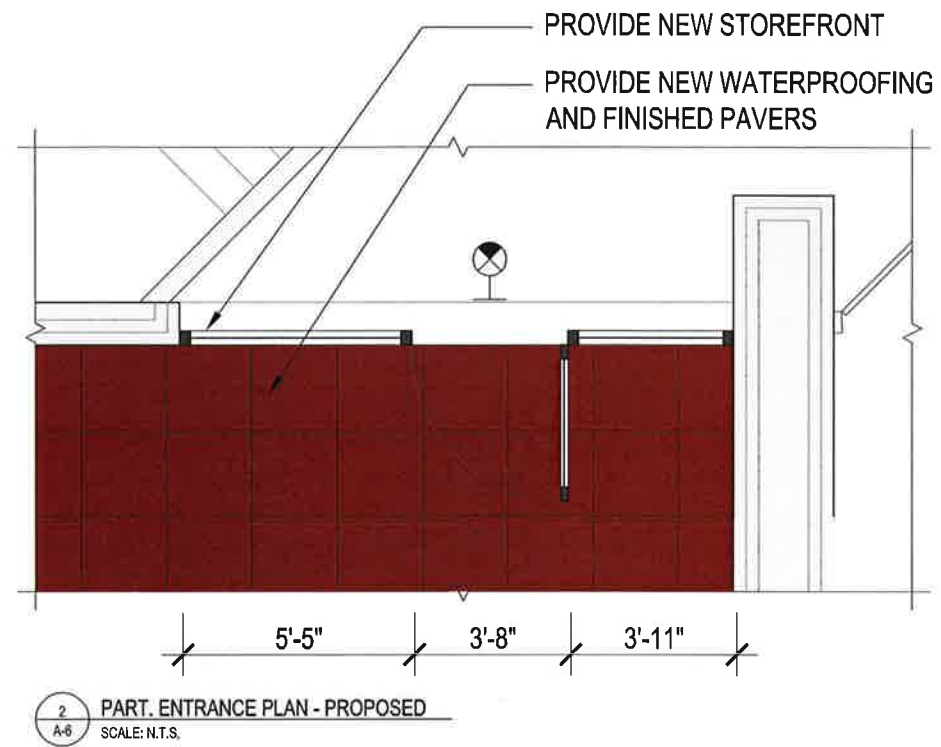 PROVIDE NEW STOREFRONT
PROVIDE NEW WATERPROOFING
AND FINISHED PAVERS
5'-5" 3'-8" 3'-11"
2
A-6
PART. ENTRANCE PLAN - PROPOSED
SCALE: N.T.S.